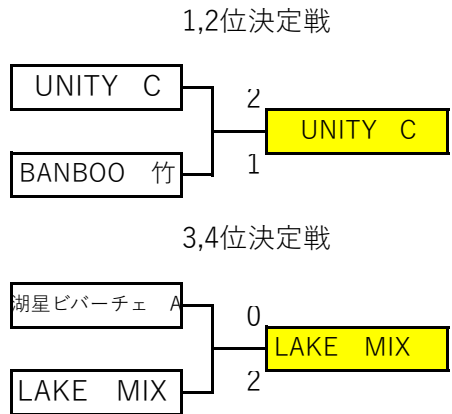 1,2位決定戦
UNITY　C
2
UNITY　C
BANBOO　竹
1
3,4位決定戦
湖星ビバーチェ　A
0
LAKE　MIX
LAKE　MIX
2